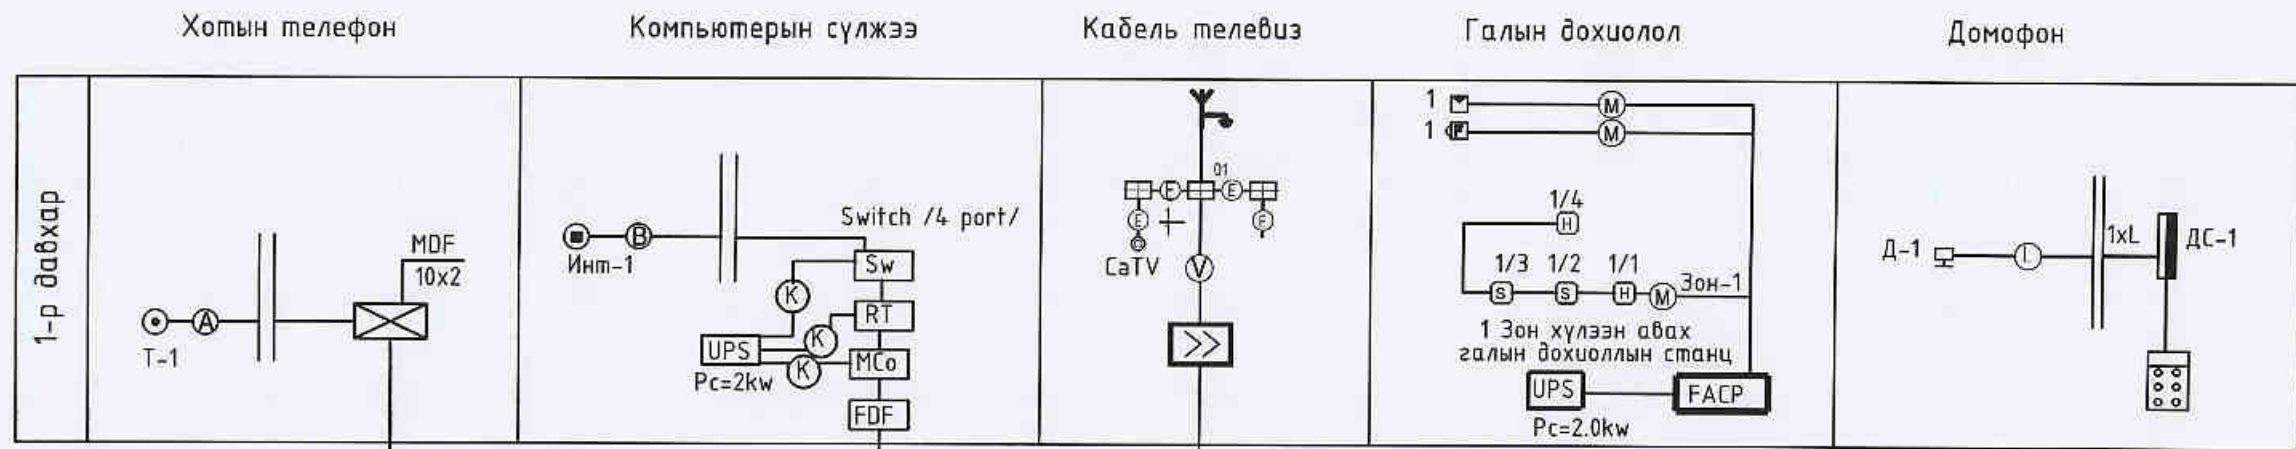 Хотын телефон
Компьютерын сүлжээ
Кабель телевиз
Галын дохиолол
Домофон
1-р давхар
MDF
10x2
A
T-1
Switch /4 port/
B
Инт-1
Sw
K
RT
K
UPS
MCo
K
Pc=2kw
FDF
01
E
E
E
E
CaTV
V
>>
1
M
1
F
M
1/4
H
1/3
1/2
1/1
S
S
H
M
Зон-1
1 Зон хүлээн авах
галын дохиоллын станц
UPS
FACP
Pc=2.0kw
Д-1
L
1xL
ДС-1